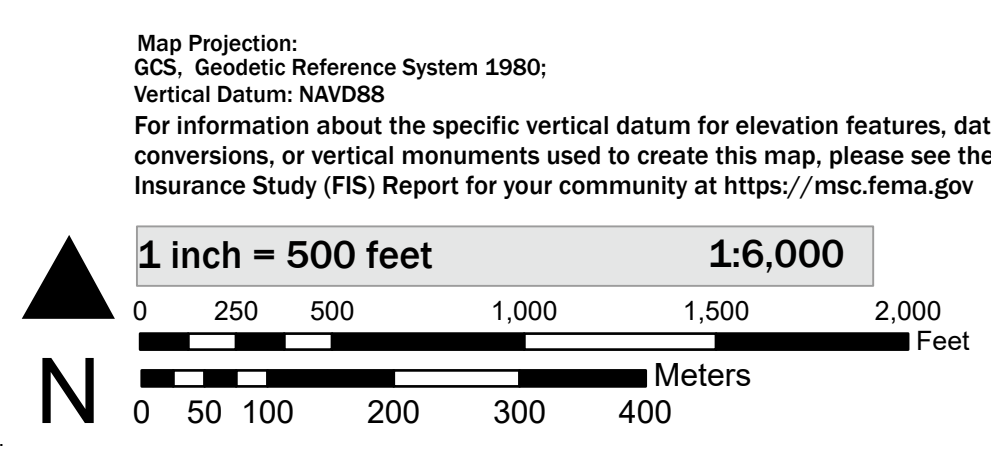 Map Projection:
GCS, Geodetic Reference System 1980;
Vertical Datum: NAVD88
For information about the specific vertical datum for elevation features, dat
conversions, or vertical monuments used to create this map, please see the
Insurance Study (FIS) Report for your community at https://msc.fema.gov
1 inch = 500 feet 1:6,000
0 250 500 1,000 1,500 2,000
Feet
Meters
0 50 100 200 300 400
N